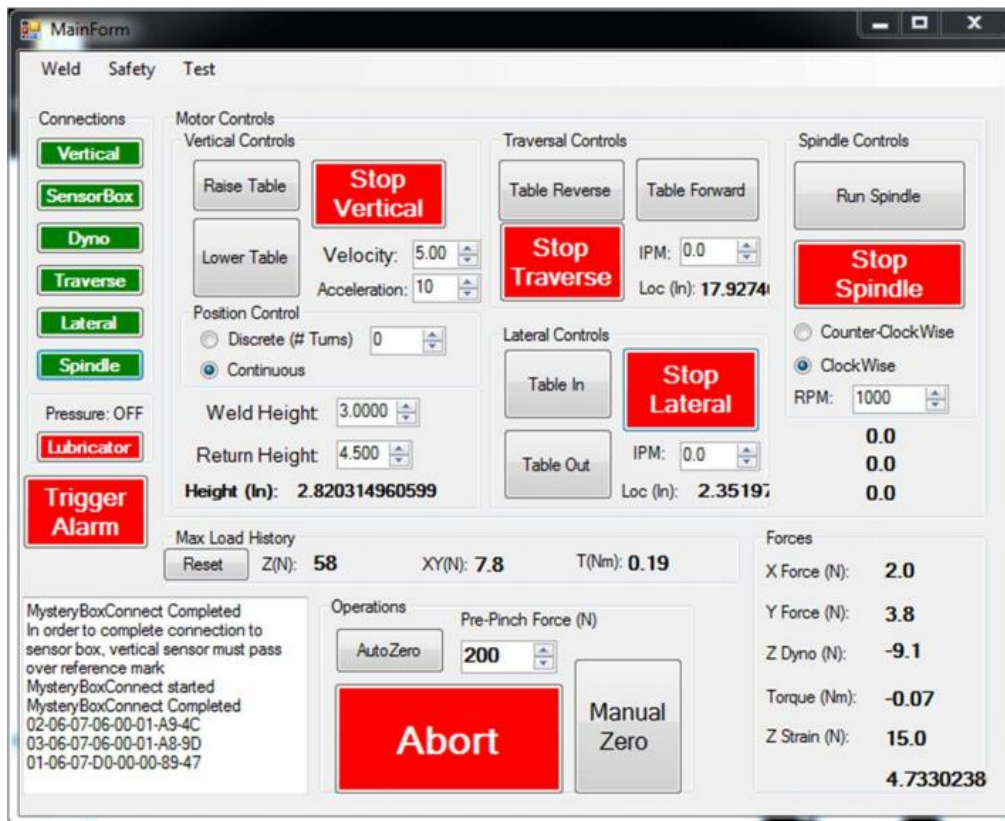 MainForm
Weld Safety Test
Connections
Vertical
SensorBox
Dyno
Traverse
Lateral
Spindle
Pressure: OFF
Lubricator
Trigger
Alarm
Motor Controls
Vertical Controls
Raise Table
Stop
Vertical
Lower Table
Velocity: 5.00
Acceleration: 10
Position Control
Discrete (# Turns) 0
Continuous
Weld Height 3.0000
Return Height 4.500
Height (In): 2.820314960599
Traversal Controls
Table Reverse
Table Forward
Stop
Traverse
IPM: 0.0
Loc (In): 17.9274
Lateral Controls
Table In
Stop
Lateral
Table Out
IPM: 0.0
Loc (In): 2.35197
Spindle Controls
Run Spindle
Stop
Spindle
Counter-ClockWise
ClockWise
RPM: 1000
0.0
0.0
0.0
Max Load History
Reset Z(N): 58 XY(N): 7.8 T(Nm): 0.19
MysteryBoxConnect Completed
In order to complete connection to
sensor box, vertical sensor must pass
over reference mark
MysteryBoxConnect started
MysteryBoxConnect Completed
02-06-07-06-00-01-A9-4C
03-06-07-06-00-01-A8-9D
01-06-07-D0-00-00-89-47
Operations
AutoZero
Pre-Pinch Force (N)
200
Abort
Manual
Zero
Forces
X Force (N): 2.0
Y Force (N): 3.8
Z Dyno (N): -9.1
Torque (Nm): -0.07
Z Strain (N): 15.0
4.7330238